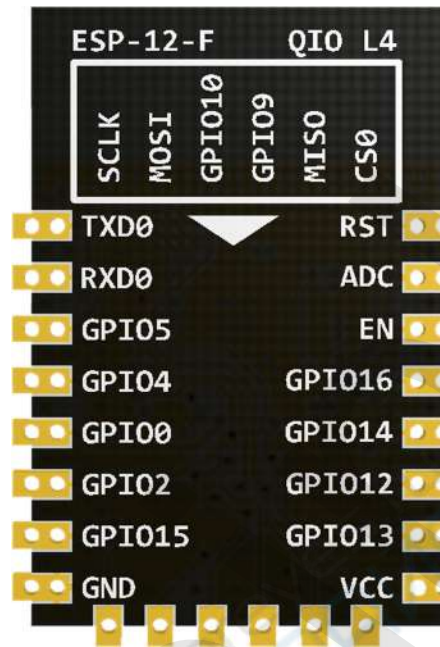 ESP-12-F QIO L4
SCLK
MOSI
GPIO10
GPIO9
MISO
CS0
TXD0 RST
RXD0 ADC
GPIO5 EN
GPIO4 GPIO16
GPIO0 GPIO14
GPIO2 GPIO12
GPIO15 GPIO13
GND VCC